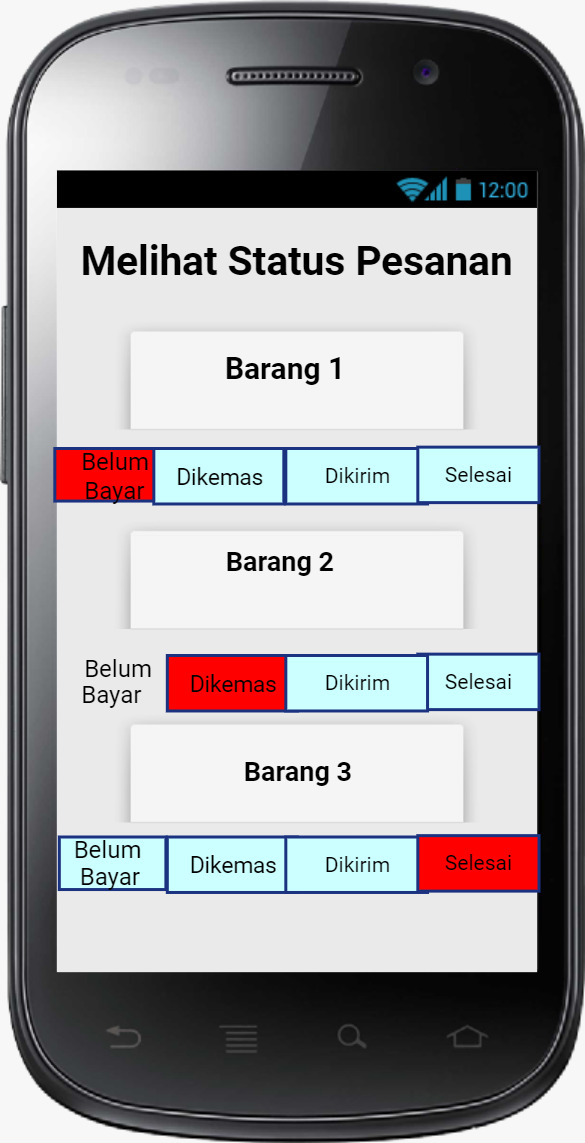 12:00
Melihat Status Pesanan
Barang 1
Belum
Bayar
Dikemas
Dikirim
Selesai
Barang 2
Belum
Bayar
Dikemas
Dikirim
Selesai
Barang 3
Belum
Bayar
Dikemas
Dikirim
Selesai